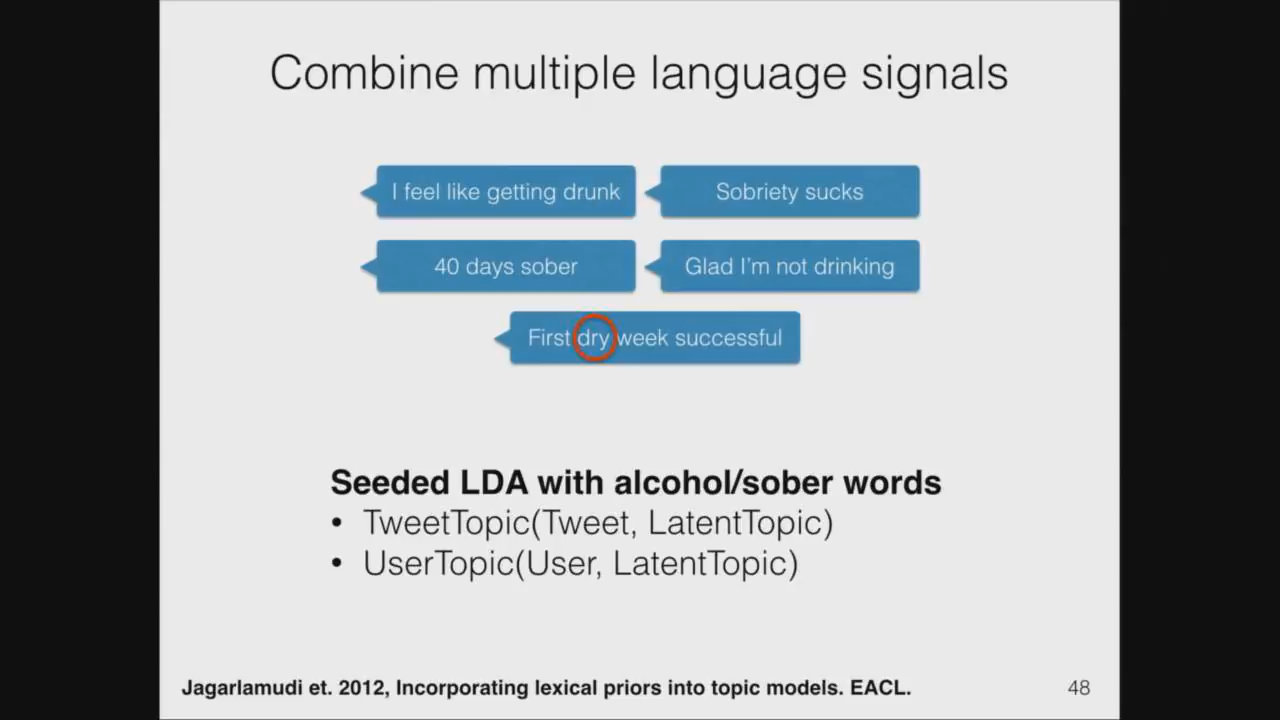 Combine multiple language signals
I feel like getting drunk
Sobriety sucks
40 days sober
Glad I'm not drinking
First dry week successful
Seeded LDA with alcohol/sober words
• TweetTopic(Tweet, LatentTopic)
• UserTopic(User, LatentTopic)
Jagarlamudi et. 2012, Incorporating lexical priors into topic models. EACL.
48